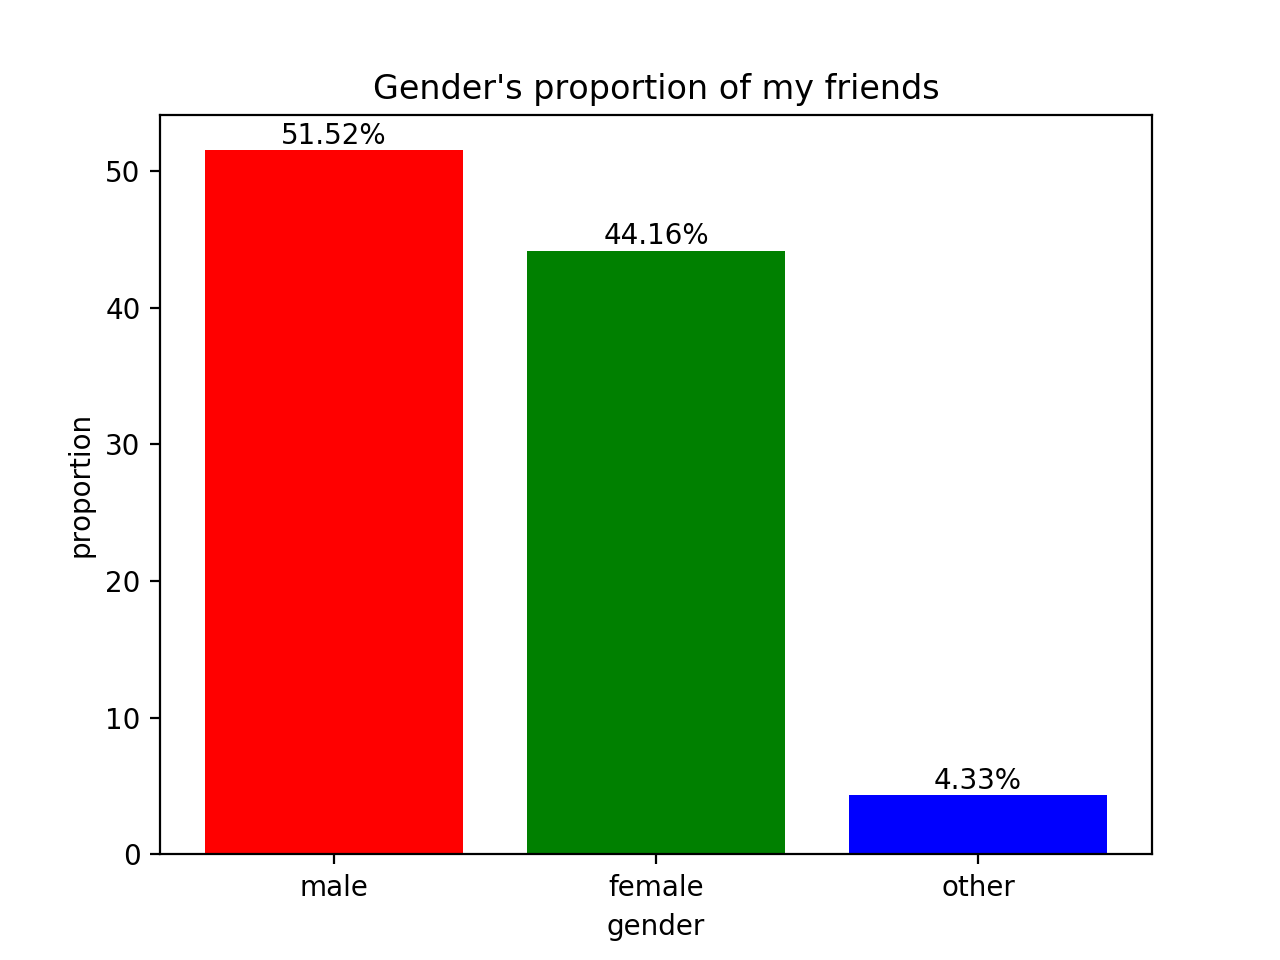 Gender's proportion of my friends
51.52%
44.16%
4.33%
50
40
30
20
10
0
proportion
male female other
gender